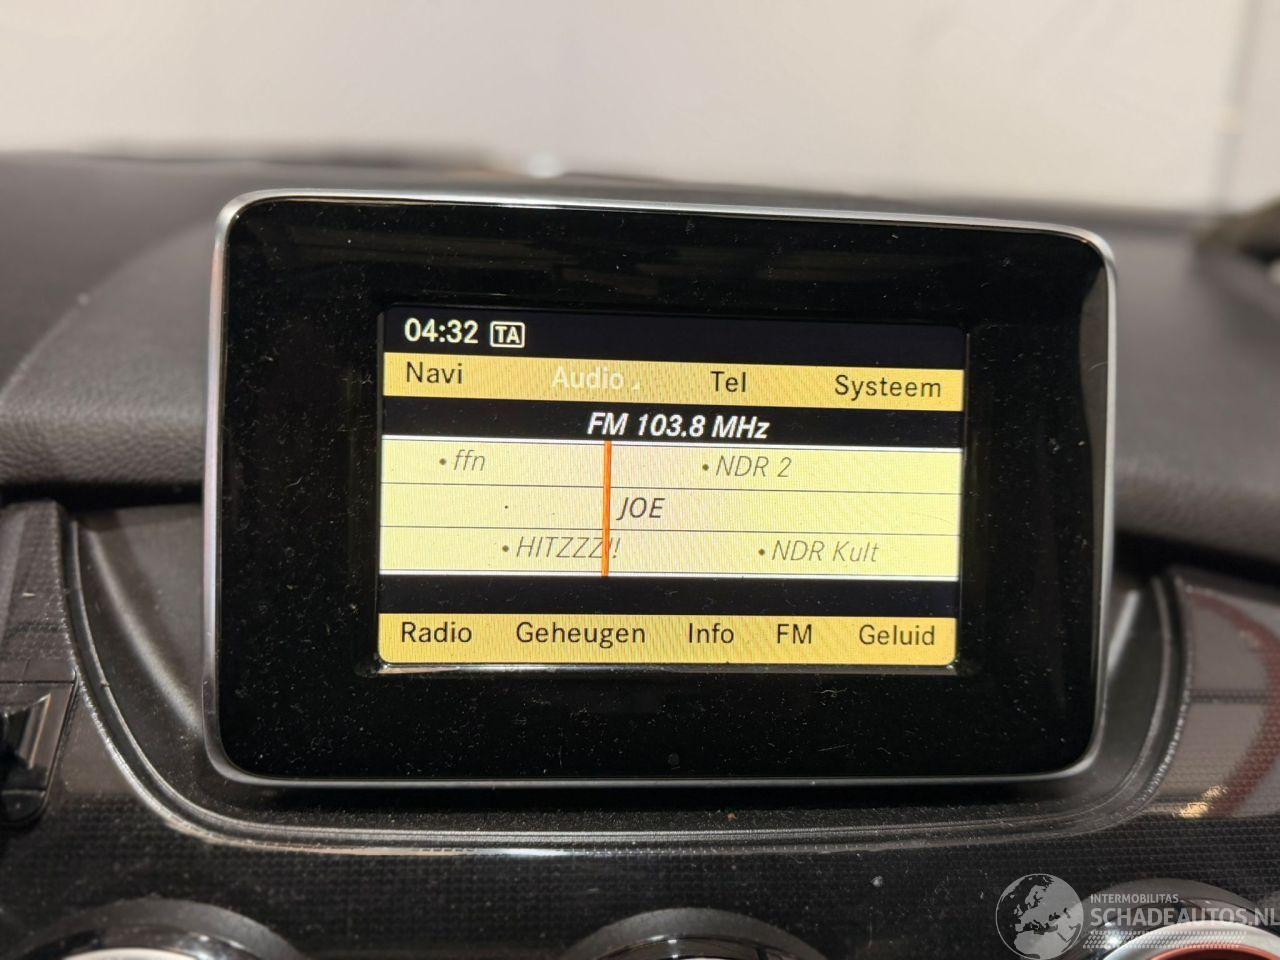 04:32 TA
Navi Audio Tel Systeem
FM 103.8 MHz
•ffn •NDR 2
JOE
•HITZZZ!! •NDR Kult
Radio Geheugen Info FM Geluid
INTERMOBILITAS
SCHADEAUTOS.NL